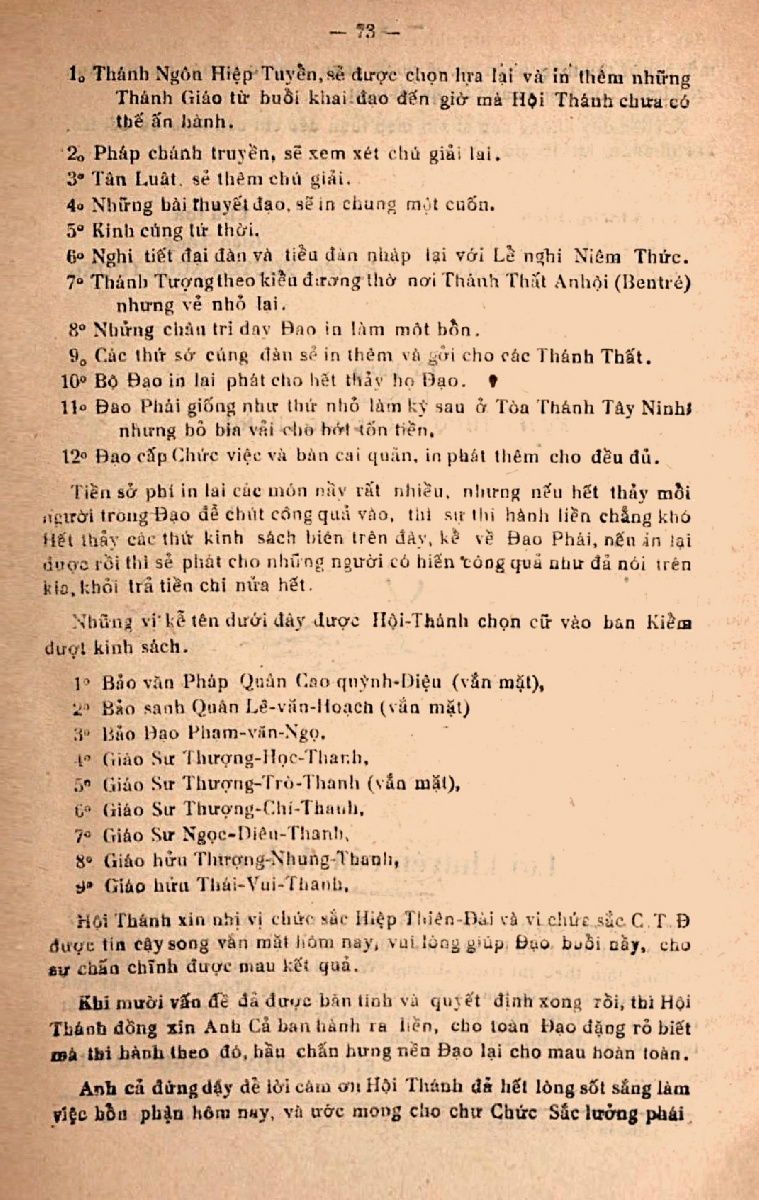 — 73 —
1o Thánh Ngôn Hiệp Tuyển, sẻ được chọn lựa lại và in thêm những
Thánh Giáo từ buổi khai đạo đến giờ mà Hội Thánh chưa có
thể ấn hành.
2o Pháp chánh truyền, sẽ xem xét chú giải lại.
3º Tân Luật, sẻ thêm chú giải.
4o Những bài thuyết đạo, sẽ in chung một cuốn.
5º Kinh cúng tứ thời.
6º Nghi tiết đại đàn và tiểu đàn nhập lại với Lễ nghi Niêm Thức.
7º Thánh Tượng theo kiểu đương thờ nơi Thánh Thất Anhội (Bentré)
nhưng vẻ nhỏ lại.
8º Những châu tri dạy Đạo in làm một bổn.
9o Các thứ sớ cúng đàn sẻ in thêm và gởi cho các Thánh Thất.
10º Bộ Đạo in lại phát cho hết thảy họ Đạo.
11º Đạo Phái giống như thứ nhỏ làm kỳ sau ở Tòa Thánh Tây Ninh,
nhưng bỏ bìa vải cho bớt tốn tiền.
12º Đạo cấp Chức việc và bàn cai quản, in phát thêm cho đều đủ.
Tiền sở phí in lại các món nầy rất nhiều, nhưng nếu hết thảy mỗi
người trong Đạo để chút công quả vào, thì sự thi hành liền chẳng khó
Hết thảy các thứ kinh sách biên trên đây, kể về Đạo Phái, nếu in lại
được rồi thì sẻ phát cho những người có hiến công quả như đả nói trên
kia, khỏi trả tiền chi nửa hết.
Những vị kể tên dưới đây được Hội-Thánh chọn cử vào ban Kiểm
duợt kinh sách.
1º Bảo văn Pháp Quân Cao quỳnh-Diệu (vắn mặt),
2º Bảo sanh Quân Lê-văn-Hoạch (vắn mặt)
3º Bảo Đạo Phạm-văn-Ngọ.
4º Giáo Sư Thượng-Học-Thanh,
5º Giáo Sư Thượng-Trò-Thanh (vắn mặt),
6º Giáo Sư Thượng-Chí-Thanh,
7º Giáo Sư Ngọc-Diêu-Thanh,
8º Giáo hữu Thượng-Nhung-Thanh,
9º Giáo hửu Thái-Vui-Thanh,
Hội Thánh xin nhị vị chức sắc Hiệp Thiên-Đài và vị chức sắc C.T.Đ
được tin cậy song vắn mặt hôm nay, vui lòng giúp Đạo buổi nầy, cho
sự chấn chỉnh được mau kết quả.
Khi mười vấn đề đả được bàn tính và quyết định xong rồi, thì Hội
Thánh đồng xin Anh Cả ban hành ra liền, cho toàn Đạo đặng rỏ biết
mà thi hành theo đó, hầu chấn hưng nền Đạo lại cho mau hoàn toàn.
Anh cả đứng dậy để lời cám ơn Hội Thánh đã hết lòng sốt sắng làm
việc bổn phận hôm nay, và ước mong cho chư Chức Sắc lưởng phái